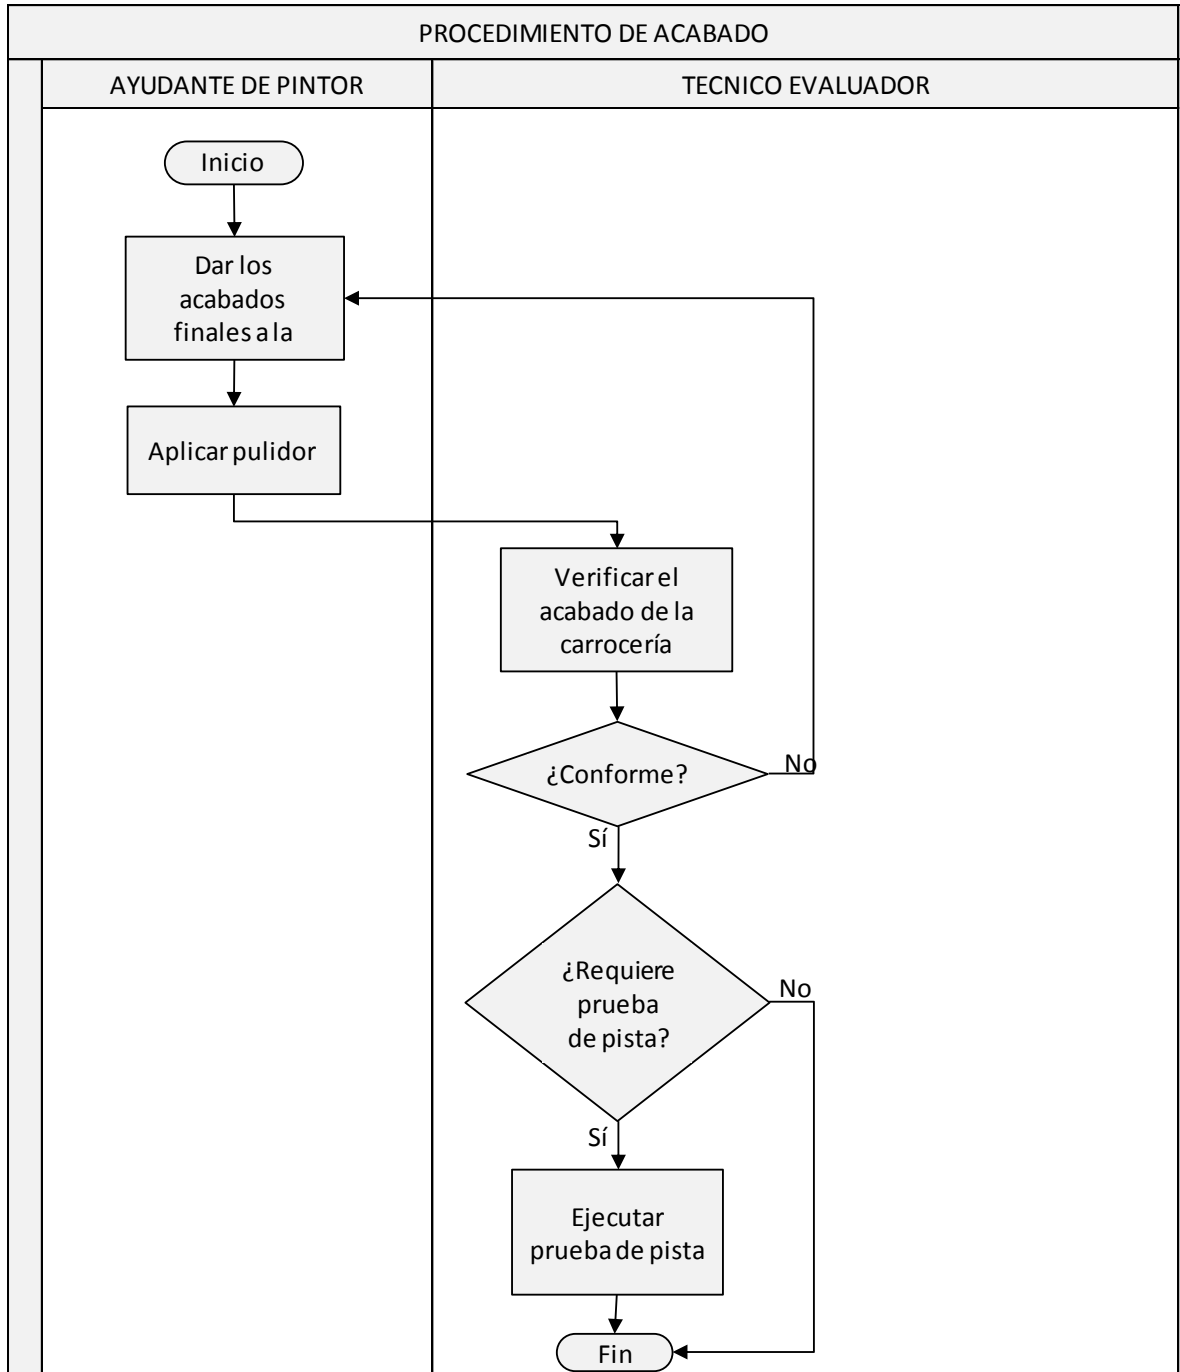 PROCEDIMIENTO DE ACABADO
AYUDANTE DE PINTOR
TECNICO EVALUADOR
Inicio
Dar los
acabados
finales a la
Aplicar pulidor
Verificar el
acabado de la
carrocería
¿Conforme?
No
Sí
¿Requiere
prueba
de pista?
No
Sí
Ejecutar
prueba de pista
Fin